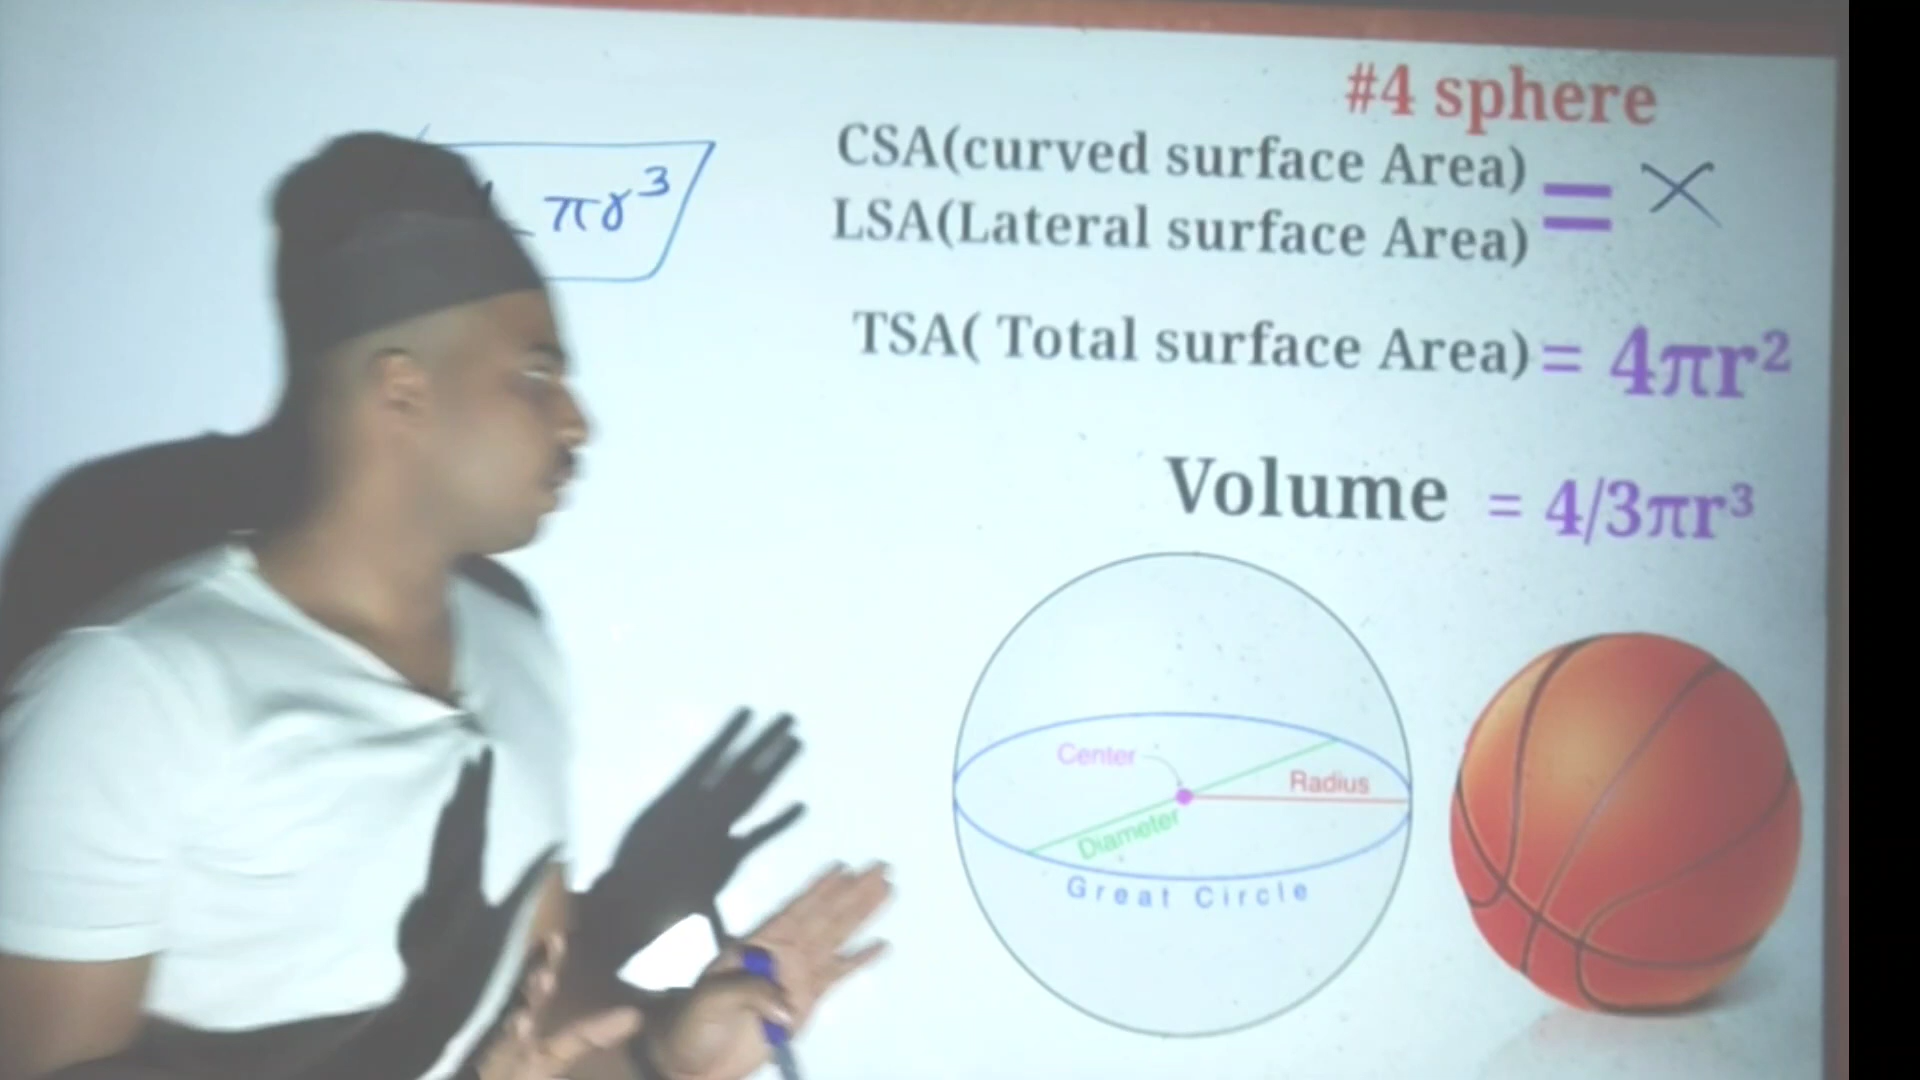 #4 sphere
πr³
CSA(curved surface Area)
LSA(Lateral surface Area)
= ×
TSA( Total surface Area) = 4πr²
Volume = 4/3πr³
Center
Radius
Diameter
Great Circle